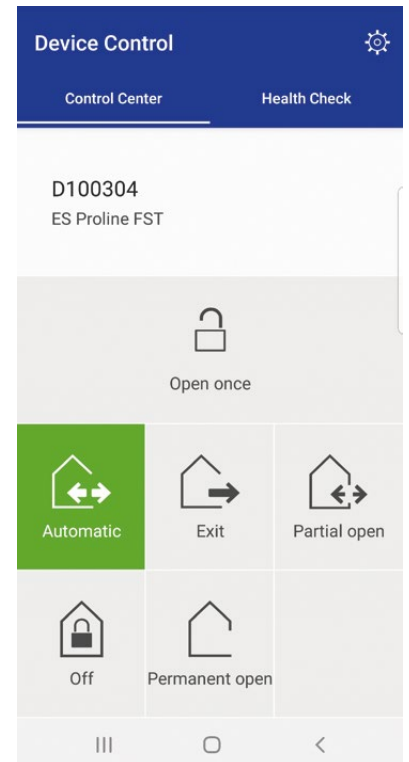 Device Control
Control Center
Health Check
D100304
ES Proline FST
Open once
Automatic
Exit
Partial open
Off
Permanent open